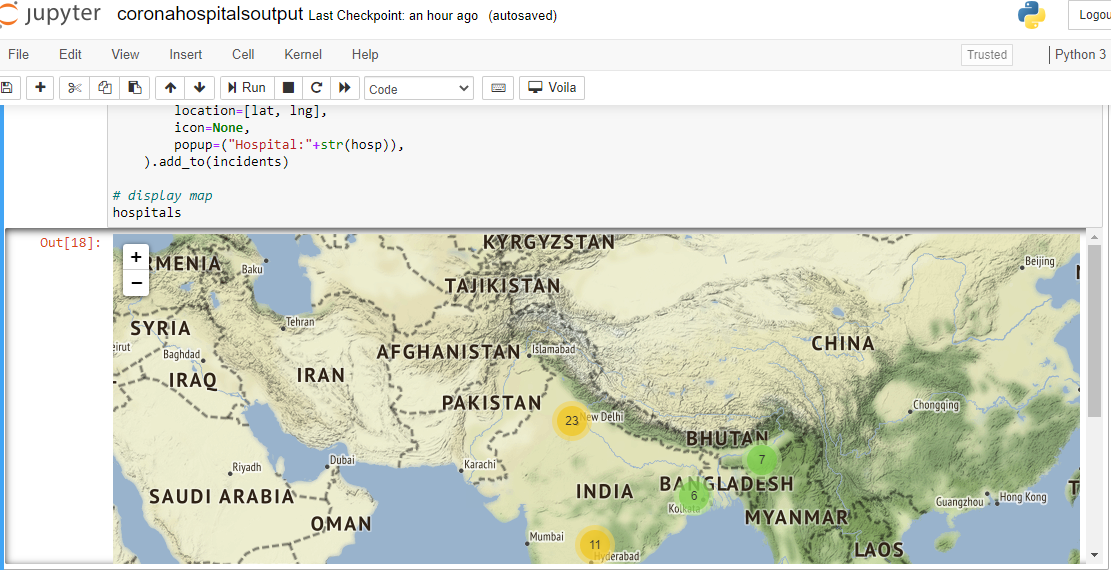 jupyter coronahospitalsoutput Last Checkpoint: an hour ago (autosaved)
Logou
File Edit View Insert Cell Kernel Help Trusted Python 3
Run Code Voila
location=[lat, lng],
icon=None,
popup=("Hospital:"+str(hosp)),
).add_to(incidents)
# display map
hospitals
Out[18]:
+
−
KYRGYZSTAN
RMENIA
Baku
Beijing
TAJIKISTAN
SYRIA
Tehran
CHINA
eirut
Baghdad
AFGHANISTAN
Islamabad
IRAQ
IRAN
PAKISTAN
Chongqing
23
New Delhi
BHUTAN
7
Riyadh
Dubai
Karachi
SAUDI ARABIA
INDIA
BANGLADESH
6
Kolkata
Guangzhou
Hong Kong
OMAN
MYANMAR
Mumbai
11
Hyderabad
LAOS